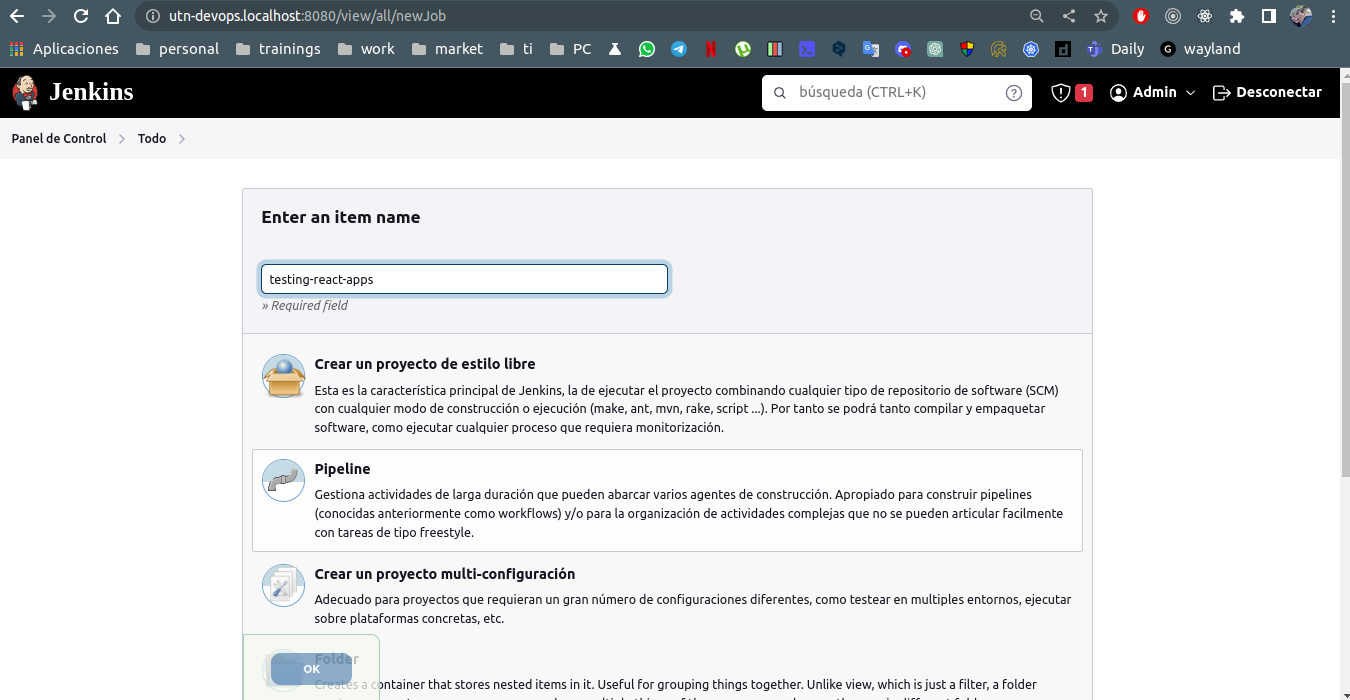 utn-devops.localhost:8080/view/all/newJob
Aplicaciones personal trainings work market ti PC Daily wayland
Jenkins búsqueda (CTRL+K) 1 Admin Desconectar
Panel de Control Todo
Enter an item name
testing-react-apps
» Required field
Crear un proyecto de estilo libre
Esta es la característica principal de Jenkins, la de ejecutar el proyecto combinando cualquier tipo de repositorio de software (SCM)
con cualquier modo de construcción o ejecución (make, ant, mvn, rake, script ...). Por tanto se podrá tanto compilar y empaquetar
software, como ejecutar cualquier proceso que requiera monitorización.
Pipeline
Gestiona actividades de larga duración que pueden abarcar varios agentes de construcción. Apropiado para construir pipelines
(conocidas anteriormente como workflows) y/o para la organización de actividades complejas que no se pueden articular facilmente
con tareas de tipo freestyle.
Crear un proyecto multi-configuración
Adecuado para proyectos que requieran un gran número de configuraciones diferentes, como testear en multiples entornos, ejecutar
sobre plataformas concretas, etc.
Folder
OK
Creates a container that stores nested items in it. Useful for grouping things together. Unlike view, which is just a filter, a folder